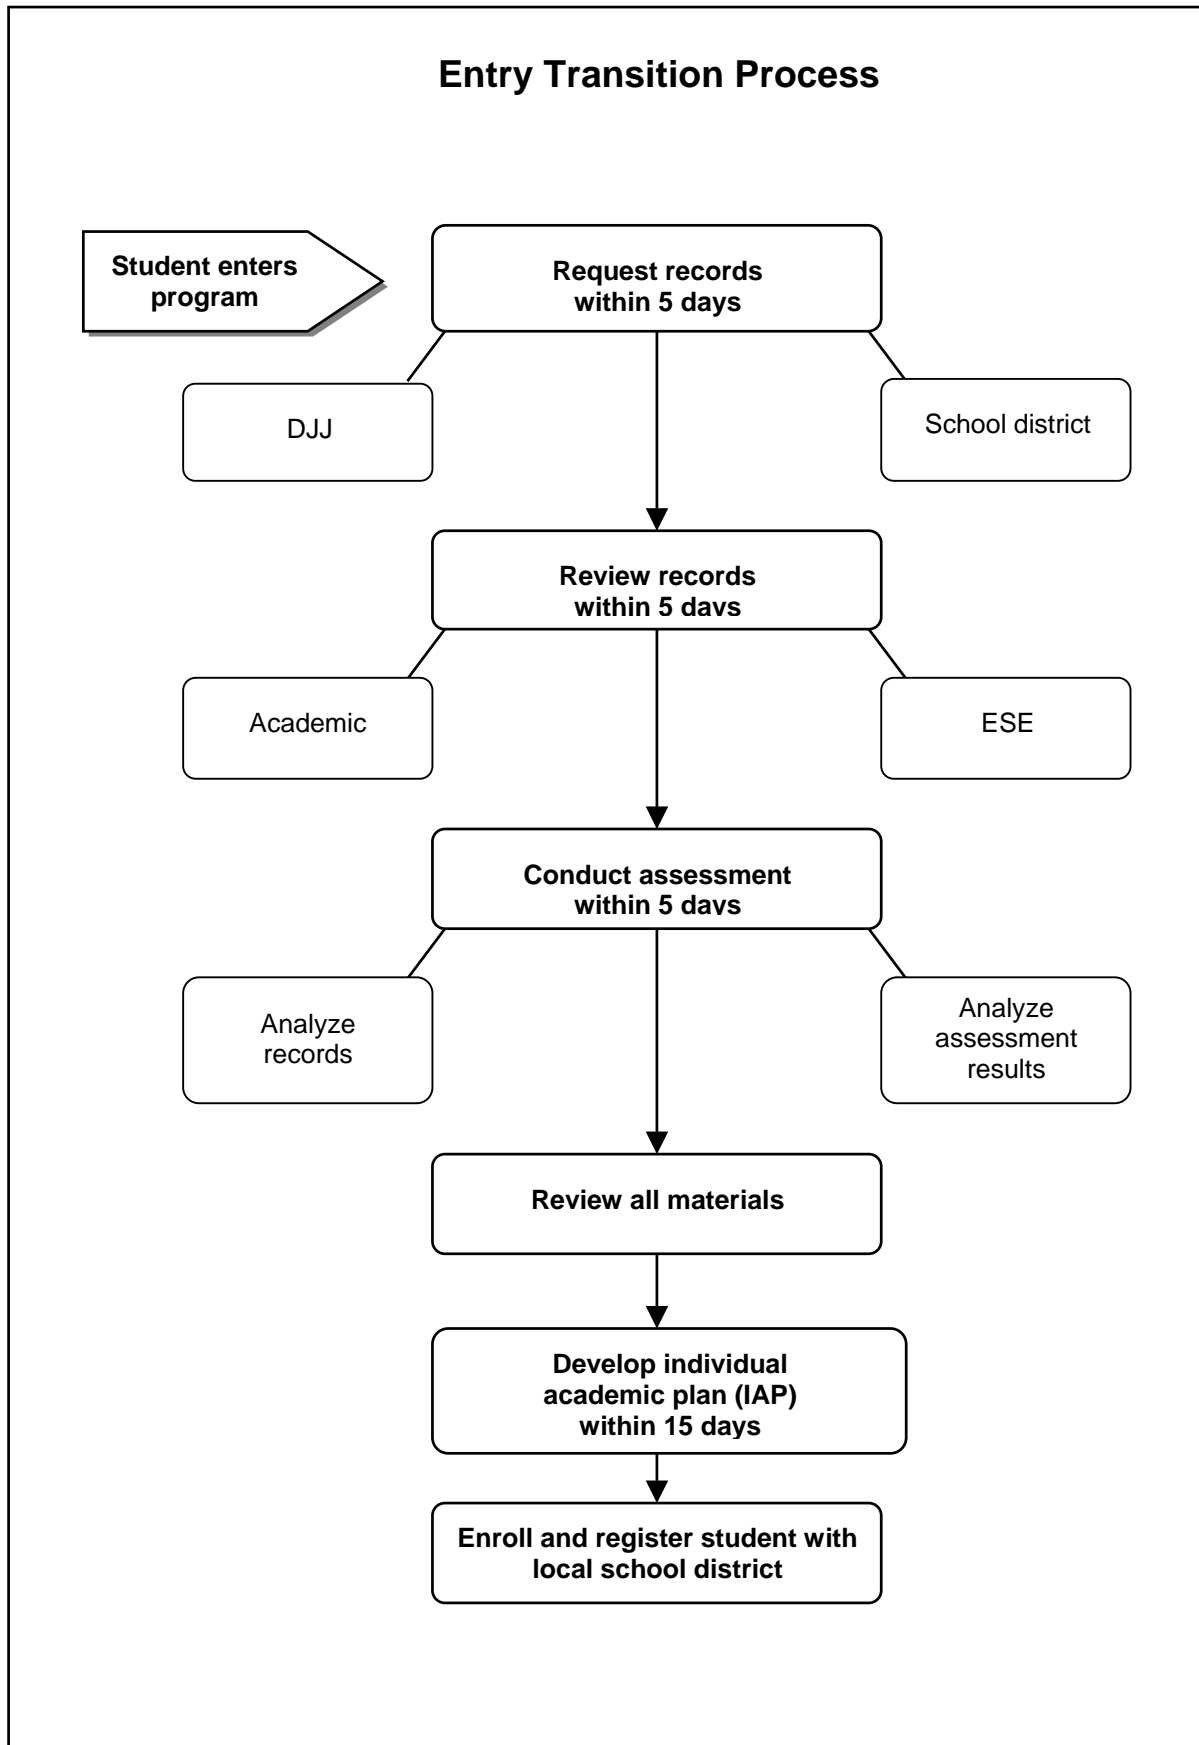 Entry Transition Process
Student enters
program
Request records
within 5 days
DJJ
School district
Review records
within 5 days
Academic
ESE
Conduct assessment
within 5 days
Analyze
records
Analyze
assessment
results
Review all materials
Develop individual
academic plan (IAP)
within 15 days
Enroll and register student with
local school district